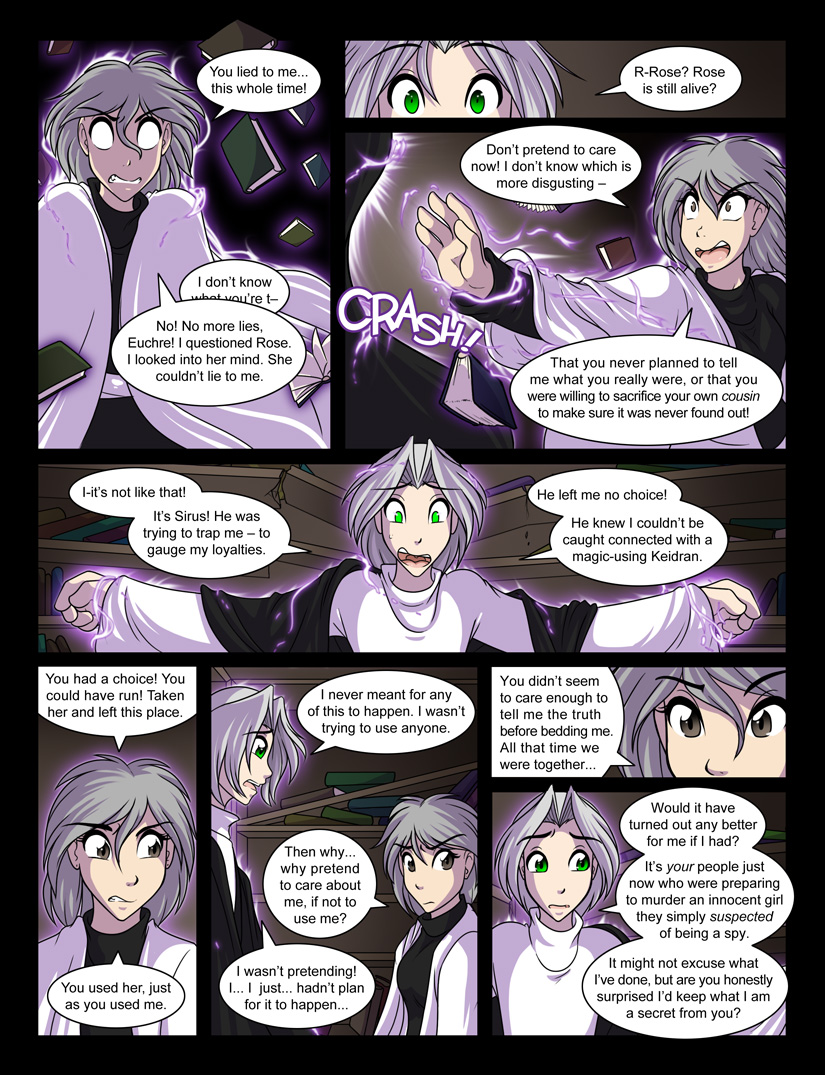 You lied to me...
this whole time!
I don't know
what you're t–
No! No more lies,
Euchre! I questioned Rose.
I looked into her mind. She
couldn't lie to me.
R-Rose? Rose
is still alive?
Don't pretend to care
now! I don't know which is
more disgusting –
CRASH!
That you never planned to tell
me what you really were, or that you
were willing to sacrifice your own cousin
to make sure it was never found out!
I-it's not like that!
It's Sirus! He was
trying to trap me – to
gauge my loyalties.
He left me no choice!
He knew I couldn't be
caught connected with a
magic-using Keidran.
You had a choice! You
could have run! Taken
her and left this place.
You used her, just
as you used me.
I never meant for any
of this to happen. I wasn't
trying to use anyone.
Then why...
why pretend
to care about
me, if not to
use me?
I wasn't pretending!
I... I just... hadn't plan
for it to happen...
You didn't seem
to care enough to
tell me the truth
before bedding me.
All that time we
were together...
Would it have
turned out any better
for me if I had?
It's your people just
now who were preparing
to murder an innocent girl
they simply suspected
of being a spy.
It might not excuse what
I've done, but are you honestly
surprised I'd keep what I am
a secret from you?